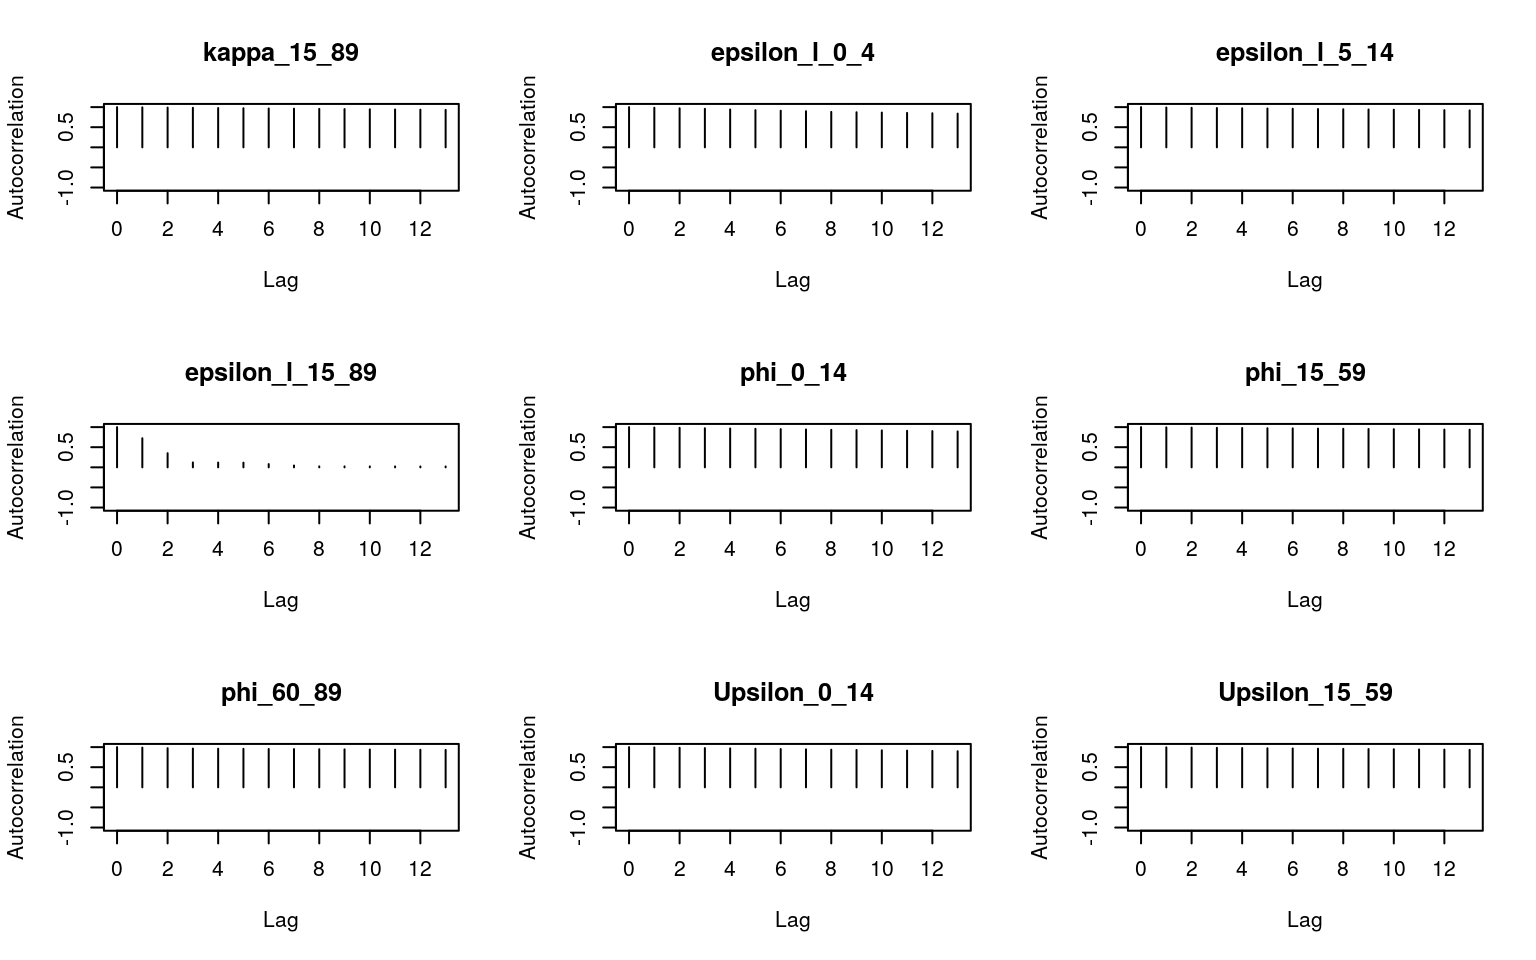 kappa_15_89
Autocorrelation
0.5
-1.0
0 2 4 6 8 10 12
Lag
epsilon_l_0_4
Autocorrelation
0.5
-1.0
0 2 4 6 8 10 12
Lag
epsilon_l_5_14
Autocorrelation
0.5
-1.0
0 2 4 6 8 10 12
Lag
epsilon_l_15_89
Autocorrelation
0.5
-1.0
0 2 4 6 8 10 12
Lag
phi_0_14
Autocorrelation
0.5
-1.0
0 2 4 6 8 10 12
Lag
phi_15_59
Autocorrelation
0.5
-1.0
0 2 4 6 8 10 12
Lag
phi_60_89
Autocorrelation
0.5
-1.0
0 2 4 6 8 10 12
Lag
Upsilon_0_14
Autocorrelation
0.5
-1.0
0 2 4 6 8 10 12
Lag
Upsilon_15_59
Autocorrelation
0.5
-1.0
0 2 4 6 8 10 12
Lag